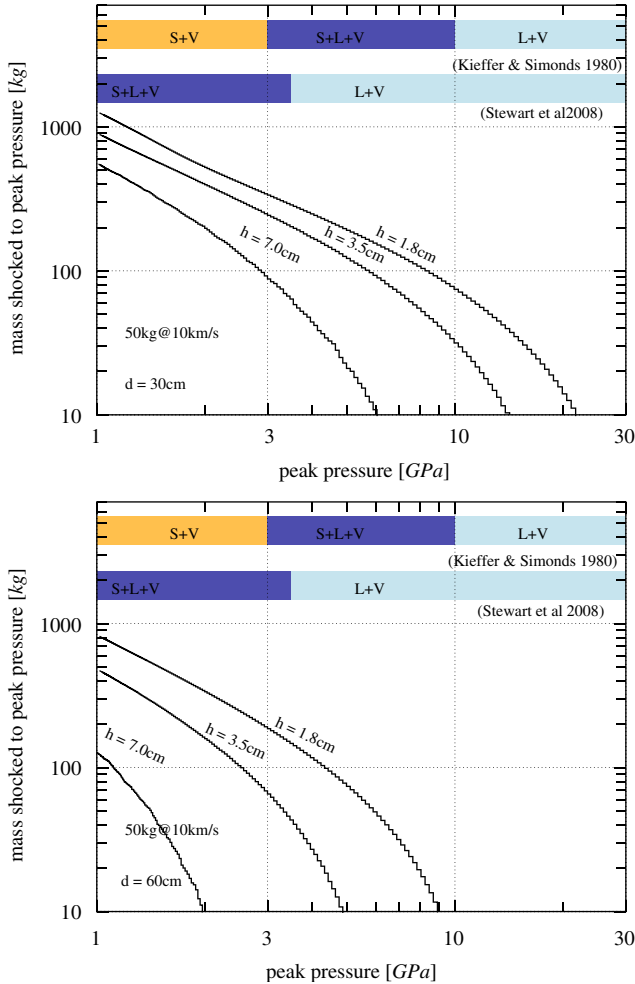 S+V S+L+V L+V
(Kieffer & Simonds 1980)
S+L+V L+V
(Stewart et al2008)
1000
h = 7.0cm h = 3.5cm h = 1.8cm
100
50kg@10km/s
d = 30cm
10
1 3 10 30
mass shocked to peak pressure [kg]
peak pressure [GPa]
S+V S+L+V L+V
(Kieffer & Simonds 1980)
S+L+V L+V
(Stewart et al 2008)
1000
h = 7.0cm h = 3.5cm h = 1.8cm
100
50kg@10km/s
d = 60cm
10
1 3 10 30
mass shocked to peak pressure [kg]
peak pressure [GPa]